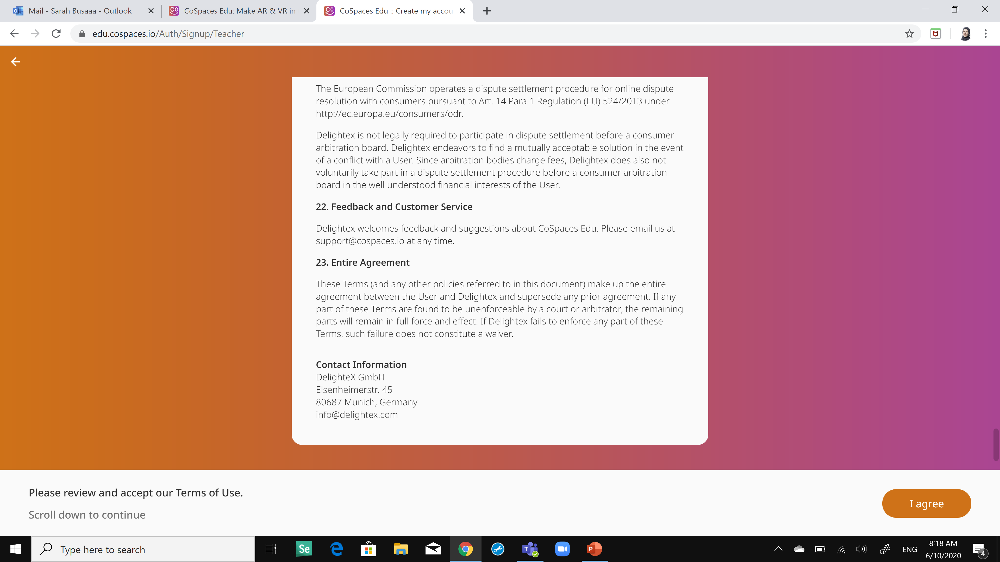 Mail - Sarah Busaaa - Outlook
CoSpaces Edu: Make AR & VR in
CoSpaces Edu :: Create my accou
edu.cospaces.io/Auth/Signup/Teacher
The European Commission operates a dispute settlement procedure for online dispute
resolution with consumers pursuant to Art. 14 Para 1 Regulation (EU) 524/2013 under
http://ec.europa.eu/consumers/odr.
Delightex is not legally required to participate in dispute settlement before a consumer
arbitration board. Delightex endeavors to find a mutually acceptable solution in the event
of a conflict with a User. Since arbitration bodies charge fees, Delightex does also not
voluntarily take part in a dispute settlement procedure before a consumer arbitration
board in the well understood financial interests of the User.
22. Feedback and Customer Service
Delightex welcomes feedback and suggestions about CoSpaces Edu. Please email us at
support@cospaces.io at any time.
23. Entire Agreement
These Terms (and any other policies referred to in this document) make up the entire
agreement between the User and Delightex and supersede any prior agreement. If any
part of these Terms are found to be unenforceable by a court or arbitrator, the remaining
parts will remain in full force and effect. If Delightex fails to enforce any part of these
Terms, such failure does not constitute a waiver.
Contact Information
DelighteX GmbH
Elsenheimerstr. 45
80687 Munich, Germany
info@delightex.com
Please review and accept our Terms of Use.
Scroll down to continue
I agree
Type here to search
Se
ENG
8:18 AM
6/10/2020
4